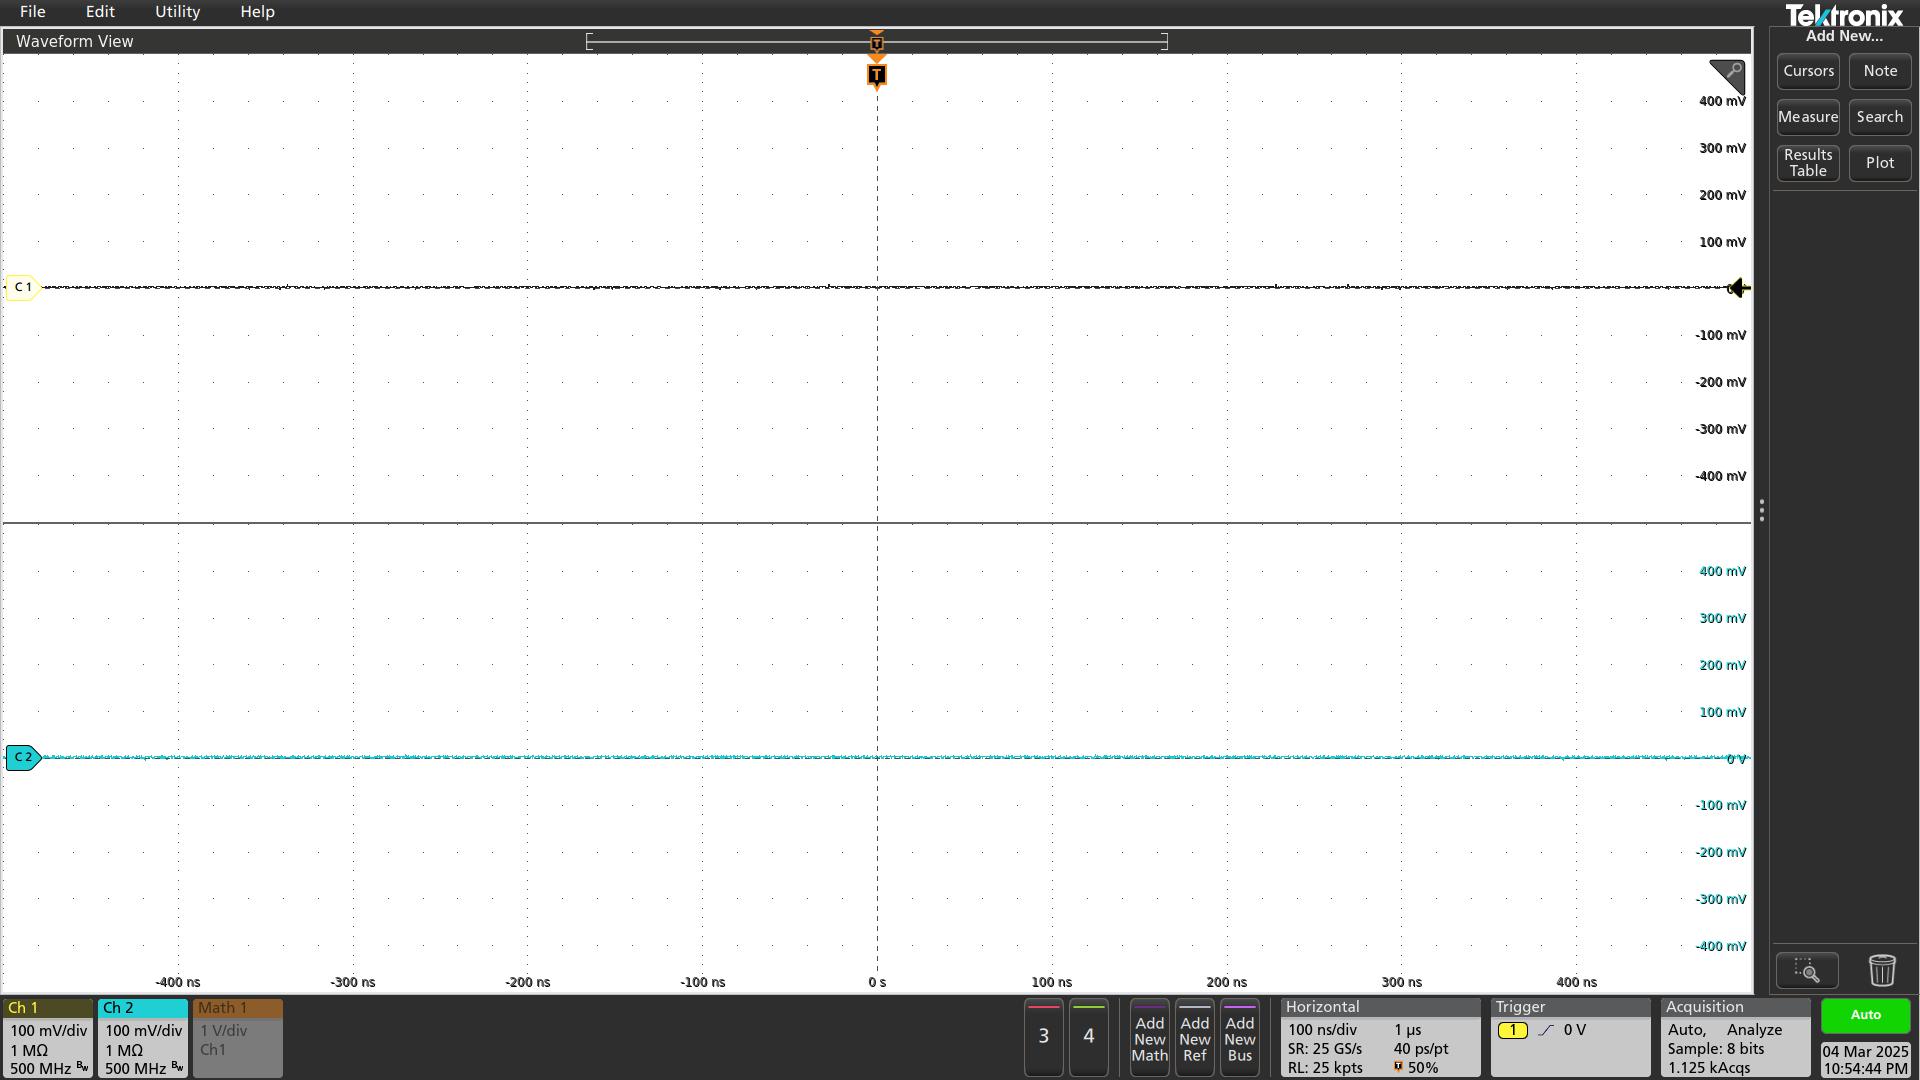 File Edit Utility Help
Tektronix
Waveform View
Add New...
T
T
Cursors Note
Measure Search
Results
Table
Plot
400 mV
300 mV
200 mV
100 mV
C 1
-100 mV
-200 mV
-300 mV
-400 mV
400 mV
300 mV
200 mV
100 mV
C 2
0 V
-100 mV
-200 mV
-300 mV
-400 mV
-400 ns -300 ns -200 ns -100 ns 0 s 100 ns 200 ns 300 ns 400 ns
Ch 1
100 mV/div
1 MΩ
500 MHz Bw
Ch 2
100 mV/div
1 MΩ
500 MHz Bw
Math 1
1 V/div
Ch1
3
4
Add
New
Math
Add
New
Ref
Add
New
Bus
Horizontal
100 ns/div 1 µs
SR: 25 GS/s 40 ps/pt
RL: 25 kpts T 50%
Trigger
1 0 V
Acquisition
Auto, Analyze
Sample: 8 bits
1.125 kAcqs
Auto
04 Mar 2025
10:54:44 PM